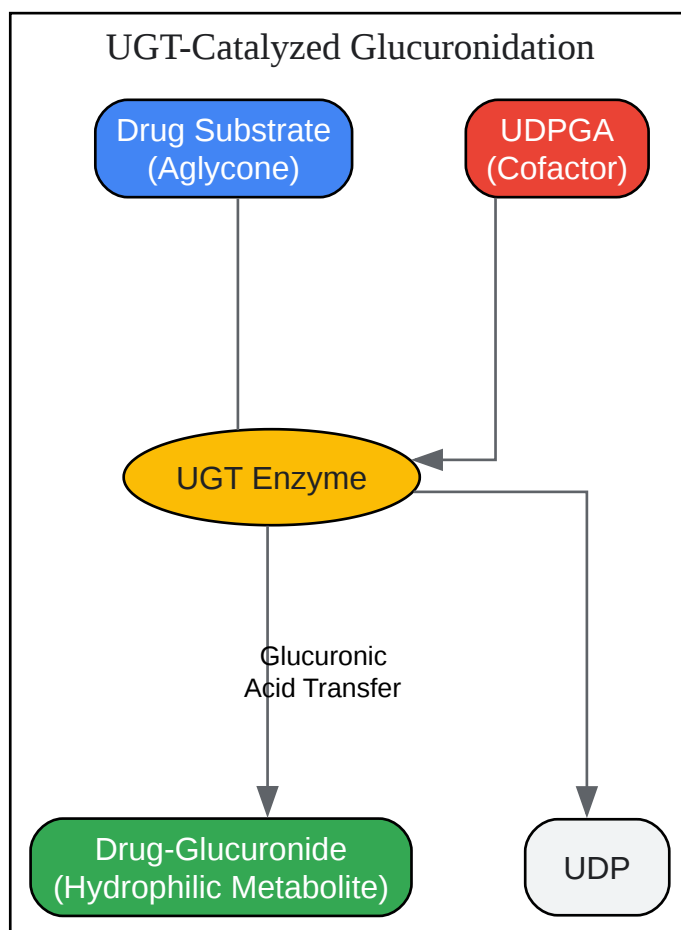 UGT-Catalyzed Glucuronidation
Drug Substrate
(Aglycone)
UDPGA
(Cofactor)
UGT Enzyme
Glucuronic
Acid Transfer
Drug-Glucuronide
(Hydrophilic Metabolite)
UDP